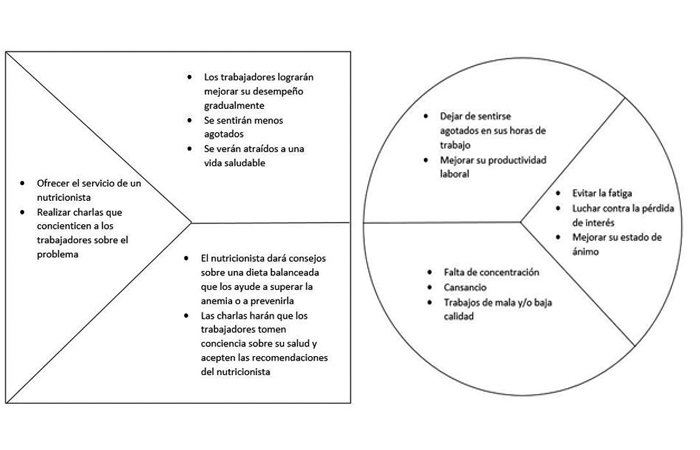 • Los trabajadores lograrán
mejorar su desempeño
gradualmente
• Se sentirán menos
agotados
• Se verán atraídos a una
vida saludable
• Ofrecer el servicio de un
nutricionista
• Realizar charlas que
concienticen a los
trabajadores sobre el
problema
• El nutricionista dará consejos
sobre una dieta balanceada
que los ayude a superar la
anemia o a prevenirla
• Las charlas harán que los
trabajadores tomen
conciencia sobre su salud y
acepten las recomendaciones
del nutricionista
• Dejar de sentirse
agotados en sus horas de
trabajo
• Mejorar su productividad
laboral
• Evitar la fatiga
• Luchar contra la pérdida
de interés
• Mejorar su estado de
ánimo
• Falta de concentración
• Cansancio
• Trabajos de mala y/o baja
calidad